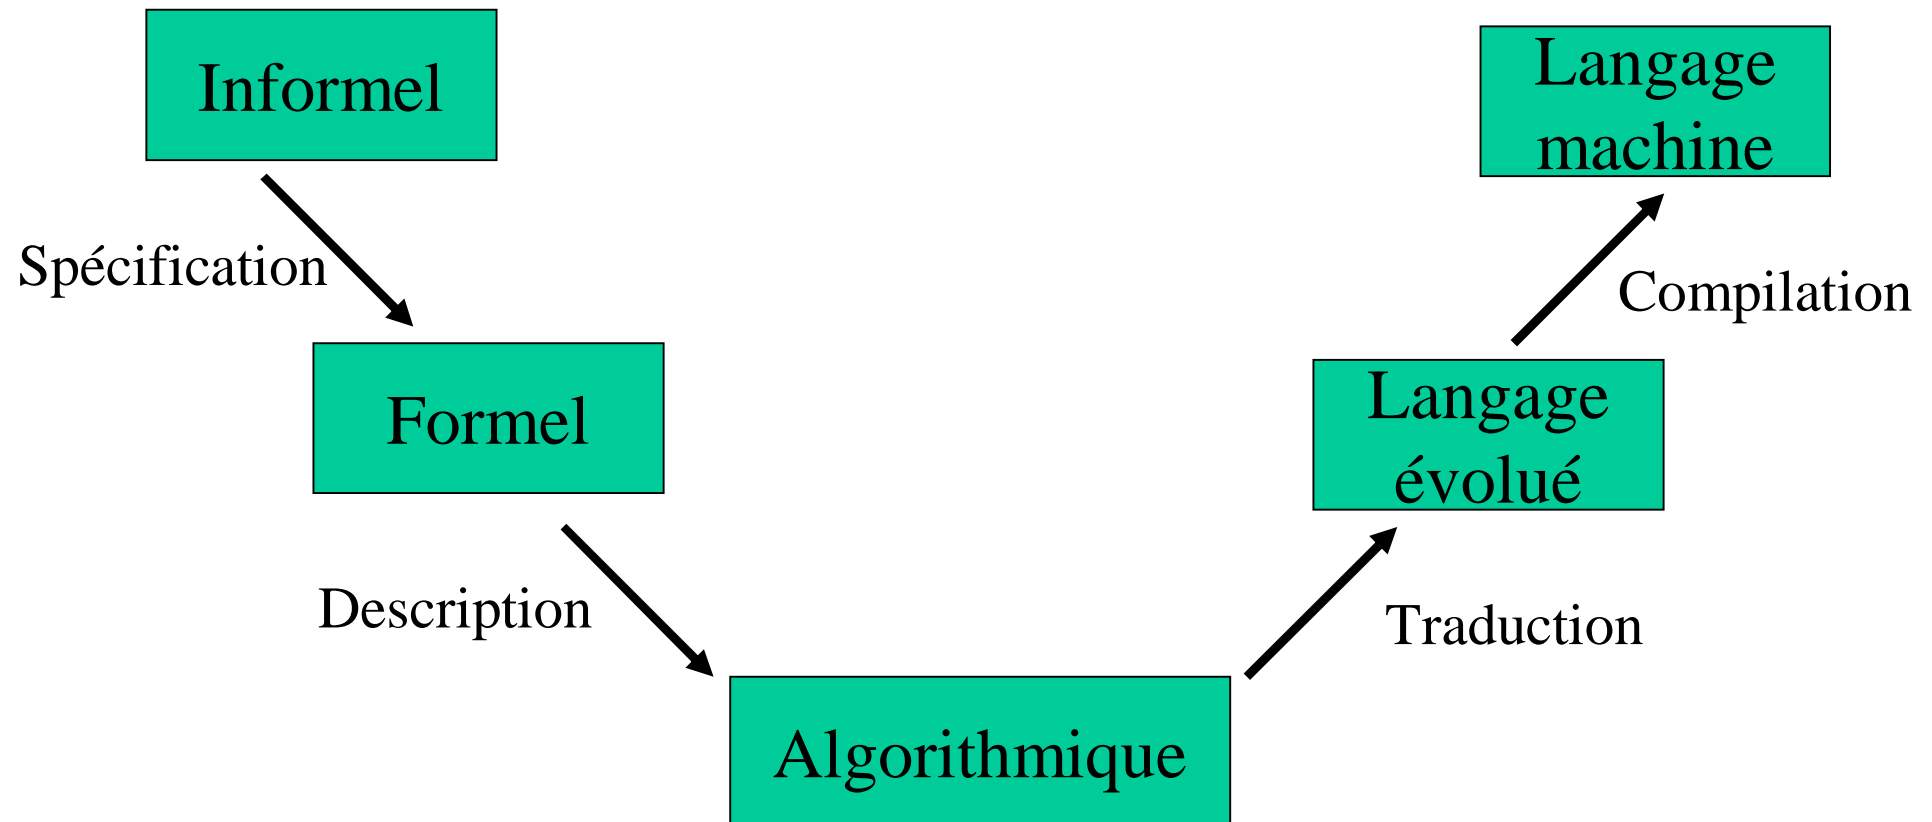 Informel
Spécification
Formel
Description
Algorithmique
Traduction
Langage
évolué
Compilation
Langage
machine